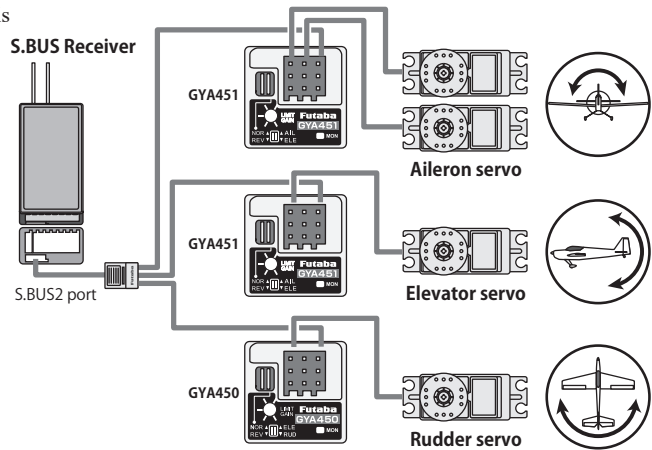 s
S.BUS Receiver
S.BUS2 port
Futaba
GYA451
LIMIT
GAIN
Futaba
GYA451
NOR AIL
REV ELE
MON
Aileron servo
GYA451
LIMIT
GAIN
Futaba
GYA451
NOR AIL
REV ELE
MON
Elevator servo
GYA450
LIMIT
GAIN
Futaba
GYA450
NOR ELE
REV RUD
MON
Rudder servo